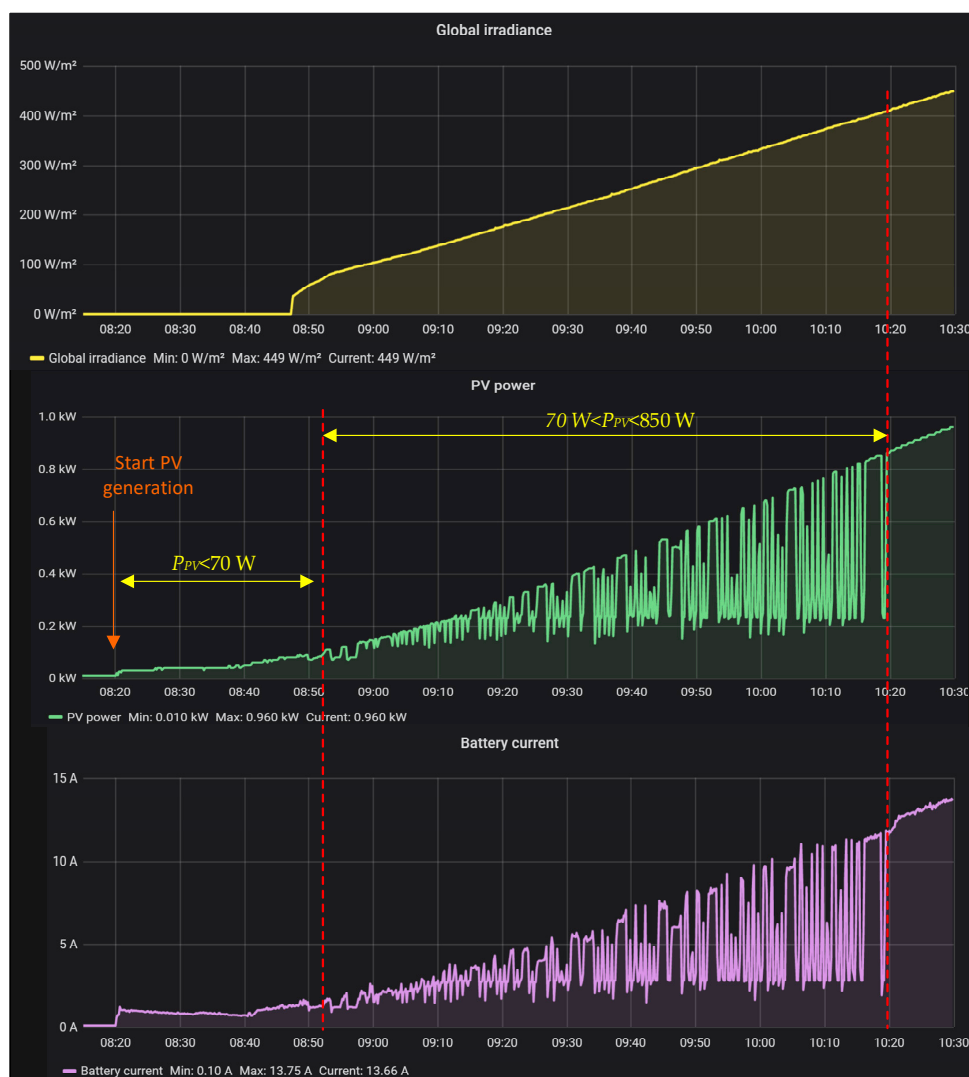 Global irradiance
500 W/m²
400 W/m²
300 W/m²
200 W/m²
100 W/m²
0 W/m²
08:20 08:30 08:40 08:50 09:00 09:10 09:20 09:30 09:40 09:50 10:00 10:10 10:20 10:30
Global irradiance Min: 0 W/m² Max: 449 W/m² Current: 449 W/m²
PV power
1.0 kW
0.8 kW
0.6 kW
0.4 kW
0.2 kW
0 kW
70 W<PPV<850 W
Start PV
generation
PPV<70 W
08:20 08:30 08:40 08:50 09:00 09:10 09:20 09:30 09:40 09:50 10:00 10:10 10:20 10:30
PV power Min: 0.010 kW Max: 0.960 kW Current: 0.960 kW
Battery current
15 A
10 A
5 A
0 A
08:20 08:30 08:40 08:50 09:00 09:10 09:20 09:30 09:40 09:50 10:00 10:10 10:20 10:30
Battery current Min: 0.10 A Max: 13.75 A Current: 13.66 A